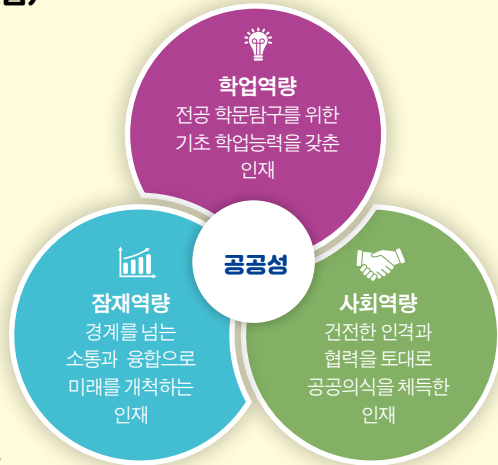 학업역량
전공 학문탐구를 위한
기초 학업능력을 갖춘
인재
공공성
잠재역량
경계를 넘는
소통과 융합으로
미래를 개척하는
인재
사회역량
건전한 인격과
협력을 토대로
공공의식을 체득한
인재